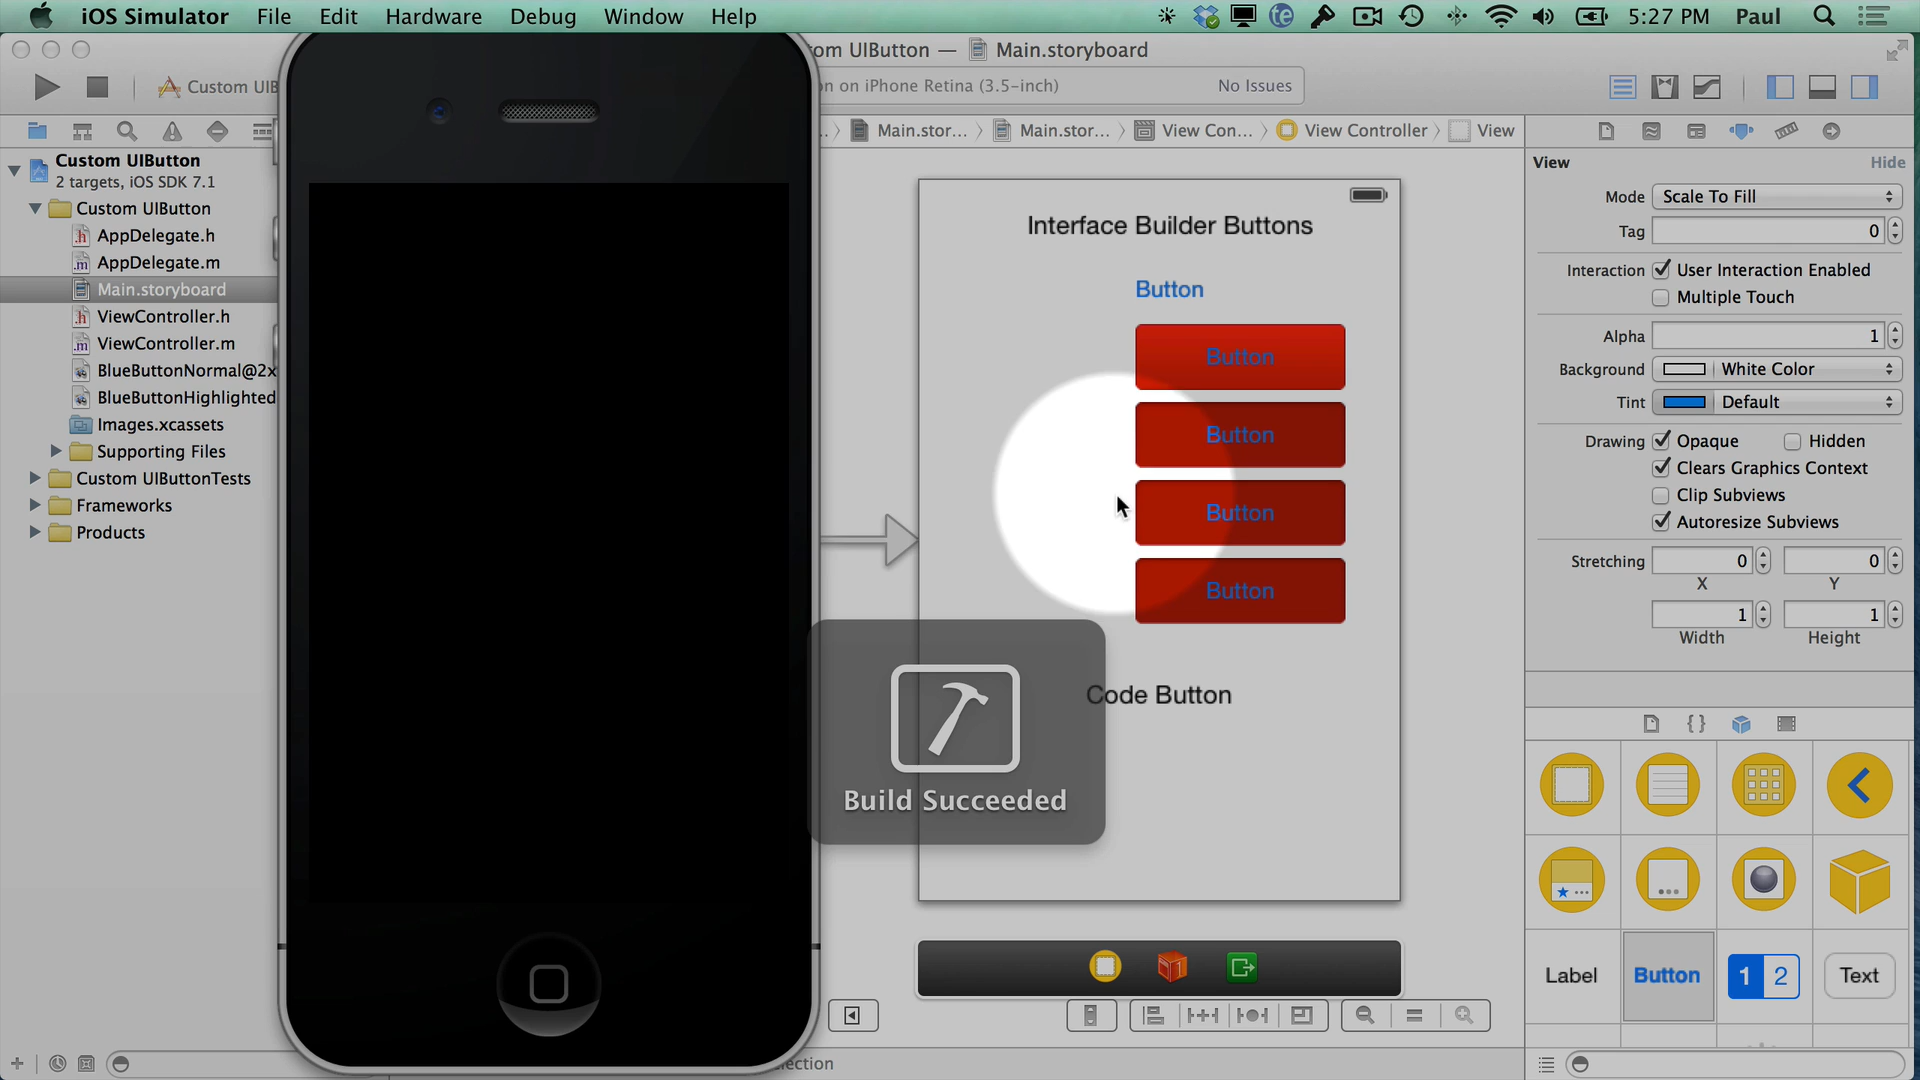 iOS Simulator File Edit Hardware Debug Window Help
5:27 PM Paul
om UIButton — Main.storyboard
Custom UIB
n on iPhone Retina (3.5-inch) No Issues
Main.stor... Main.stor... View Con... View Controller View
Custom UIButton
2 targets, iOS SDK 7.1
Custom UIButton
AppDelegate.h
AppDelegate.m
Main.storyboard
ViewController.h
ViewController.m
BlueButtonNormal@2x
BlueButtonHighlighted
Images.xcassets
Supporting Files
Custom UIButtonTests
Frameworks
Products
Interface Builder Buttons
Button
Button
Button
Button
Button
Code Button
Build Succeeded
lection
View Hide
Mode Scale To Fill
Tag 0
Interaction User Interaction Enabled
Multiple Touch
Alpha 1
Background White Color
Tint Default
Drawing Opaque Hidden
Clears Graphics Context
Clip Subviews
Autoresize Subviews
Stretching 0 0
X Y
1 1
Width Height
Label Button 1 2 Text